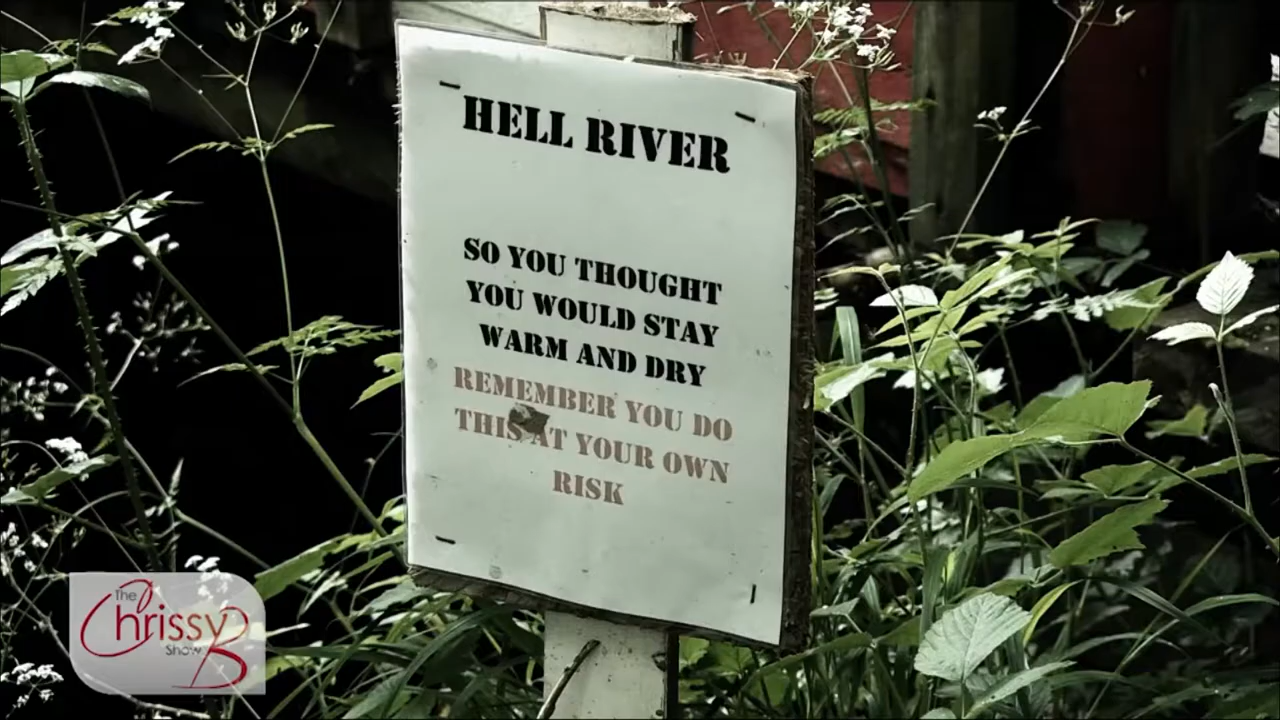 HELL RIVER
SO YOU THOUGHT
YOU WOULD STAY
WARM AND DRY
REMEMBER YOU DO
THIS AT YOUR OWN
RISK
The
Chrissy B
Show